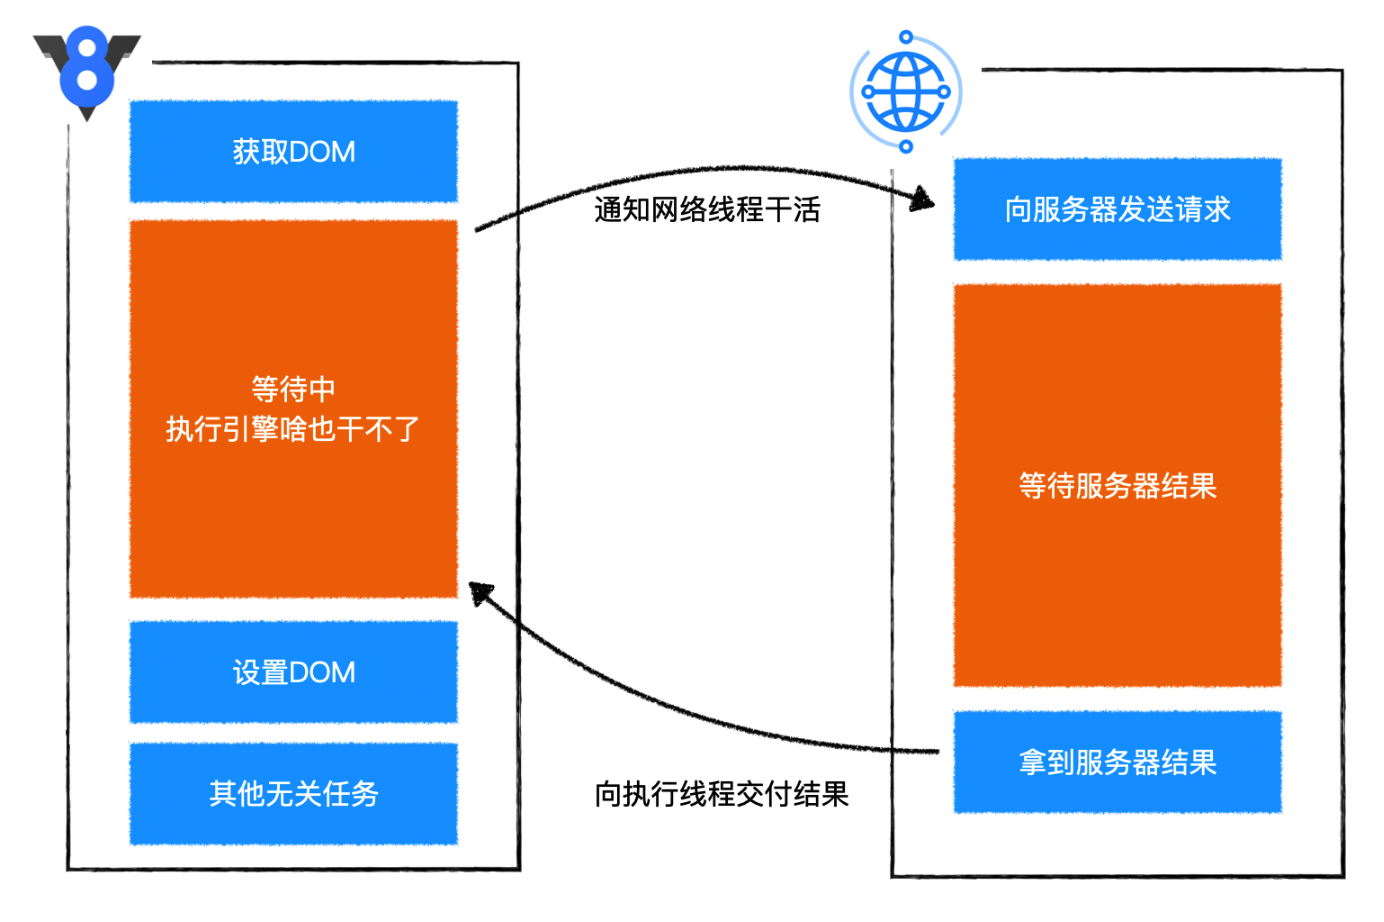 8
获取DOM
等待中
执行引擎啥也干不了
设置DOM
其他无关任务
通知网络线程干活
向执行线程交付结果
向服务器发送请求
等待服务器结果
拿到服务器结果